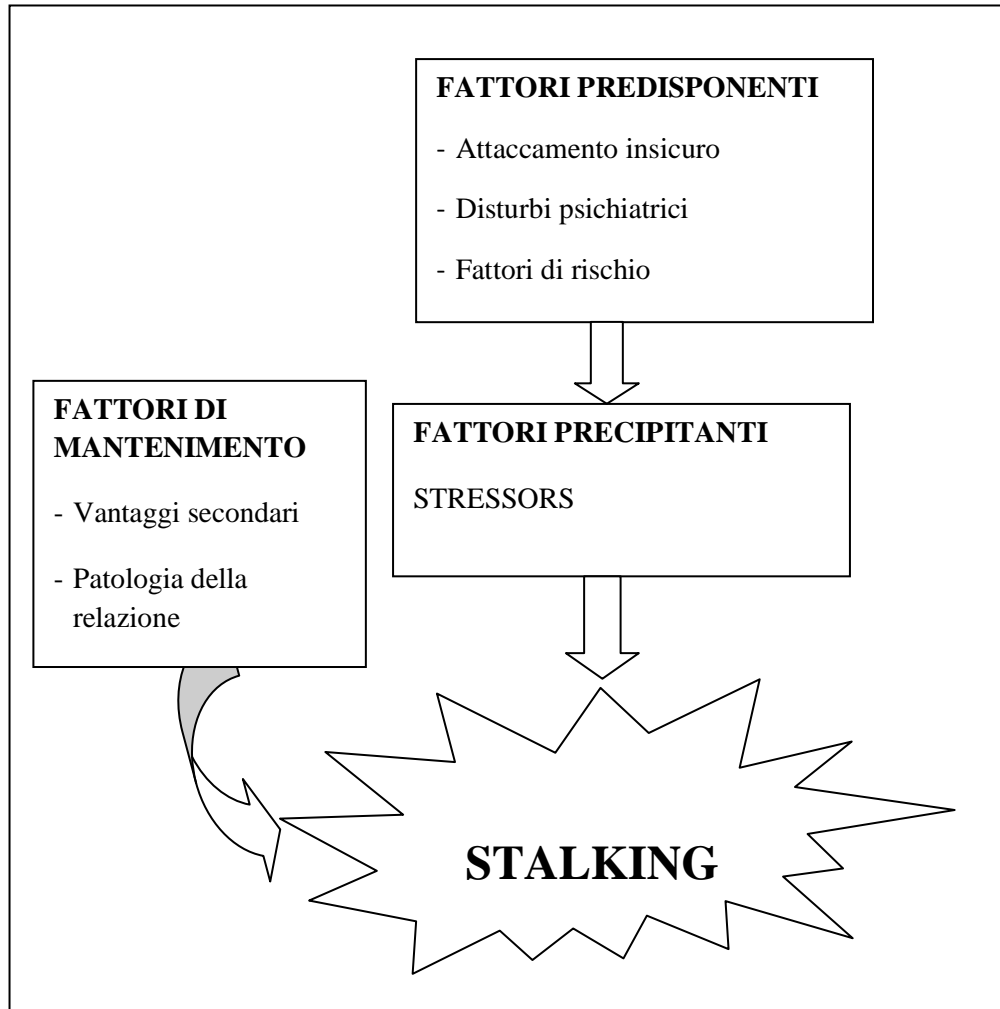 FATTORI PREDISPONENTI
- Attaccamento insicuro
- Disturbi psichiatrici
- Fattori di rischio
FATTORI DI
MANTENIMENTO
- Vantaggi secondari
- Patologia della
relazione
FATTORI PRECIPITANTI
STRESSORS
STALKING